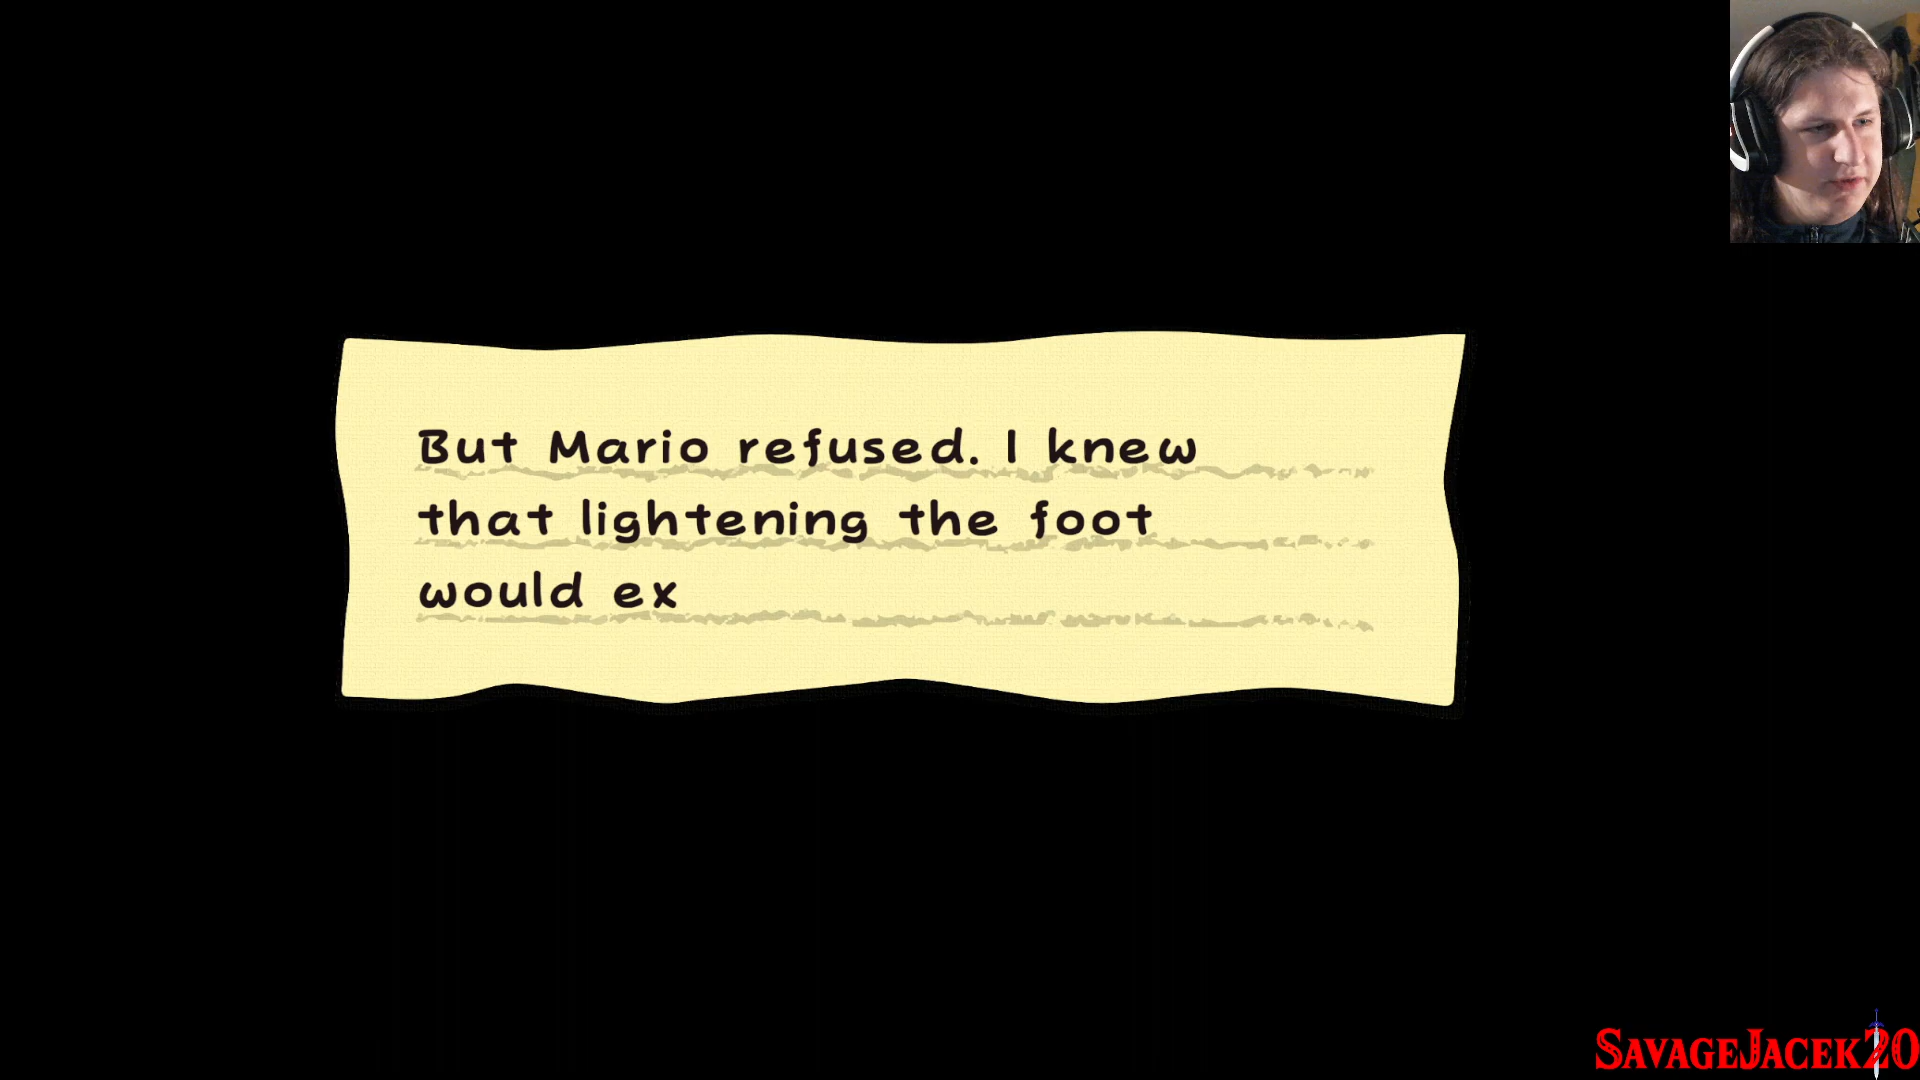 But Mario refused. I knew
that lightening the foot
would ex
SavageJacek20